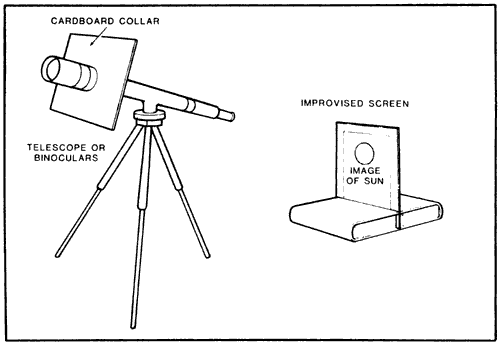 CARDBOARD COLLAR
TELESCOPE OR
BINOCULARS
IMPROVISED SCREEN
IMAGE
OF SUN